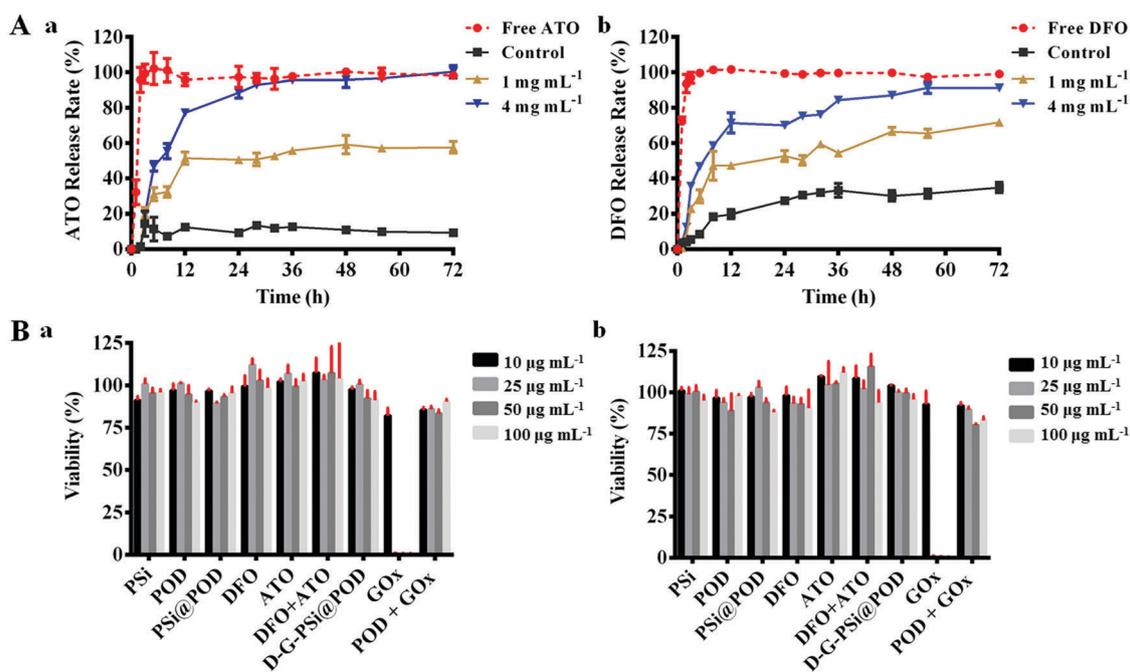 A a
ATO Release Rate (%)
120
100
80
60
40
20
0
0 12 24 36 48 60 72
Time (h)
Free ATO
Control
1 mg mL⁻¹
4 mg mL⁻¹
b
DFO Release Rate (%)
120
100
80
60
40
20
0
0 12 24 36 48 60 72
Time (h)
Free DFO
Control
1 mg mL⁻¹
4 mg mL⁻¹
B a
Viability (%)
125
100
75
50
25
0
PSi
POD
PSi@POD
DFO
ATO
DFO+ATO
D-G-PSi@POD
GOx
POD + GOx
10 µg mL⁻¹
25 µg mL⁻¹
50 µg mL⁻¹
100 µg mL⁻¹
b
Viability (%)
125
100
75
50
25
0
PSi
POD
PSi@POD
DFO
ATO
DFO+ATO
D-G-PSi@POD
GOx
POD + GOx
10 µg mL⁻¹
25 µg mL⁻¹
50 µg mL⁻¹
100 µg mL⁻¹